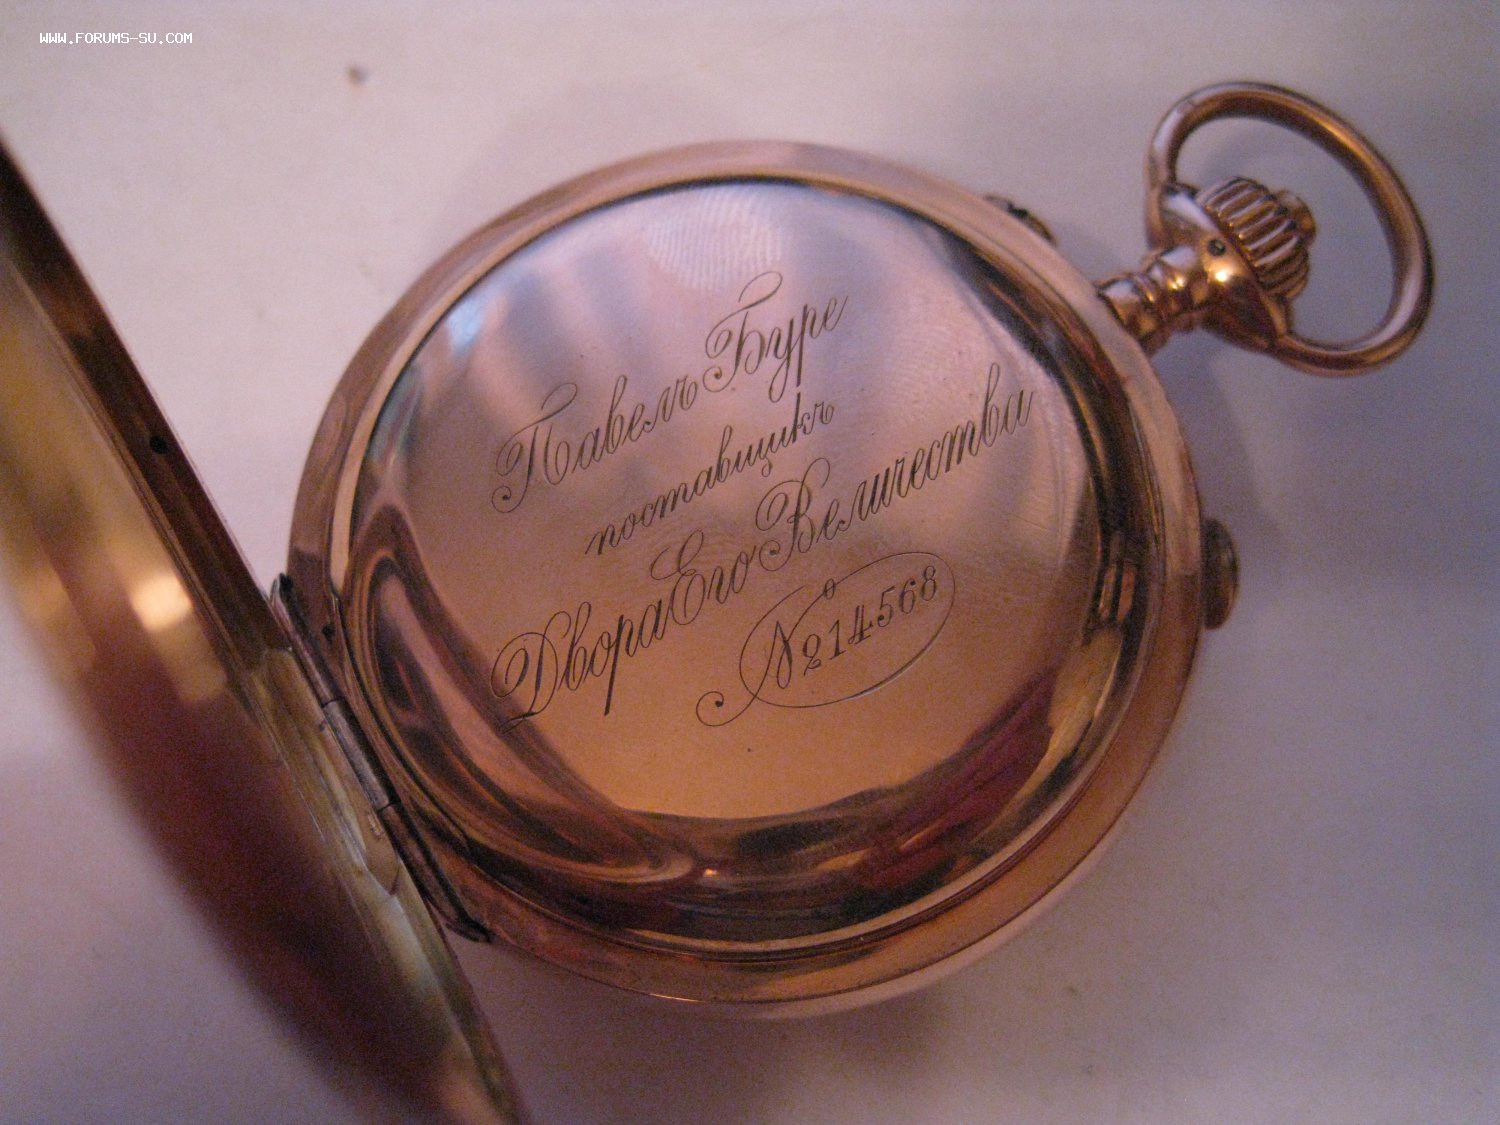 WWW.FORUMS-SU.COM
Павелъ Буре
поставщикъ
Двора Его Величества
№ 14568